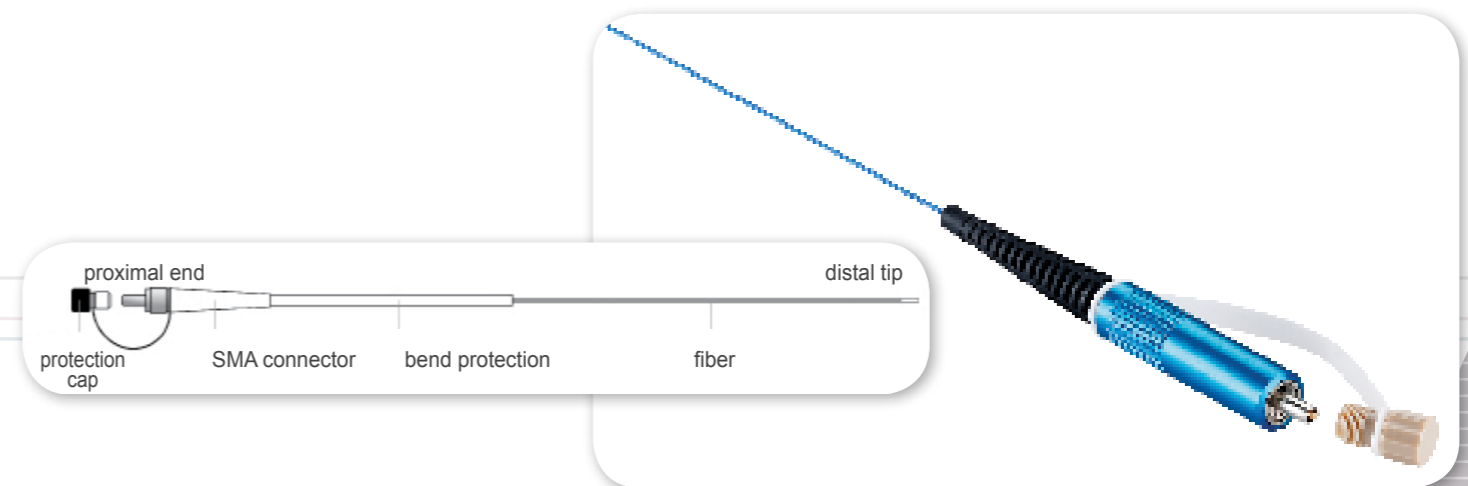 proximal end
distal tip
protection
cap
SMA connector
bend protection
fiber